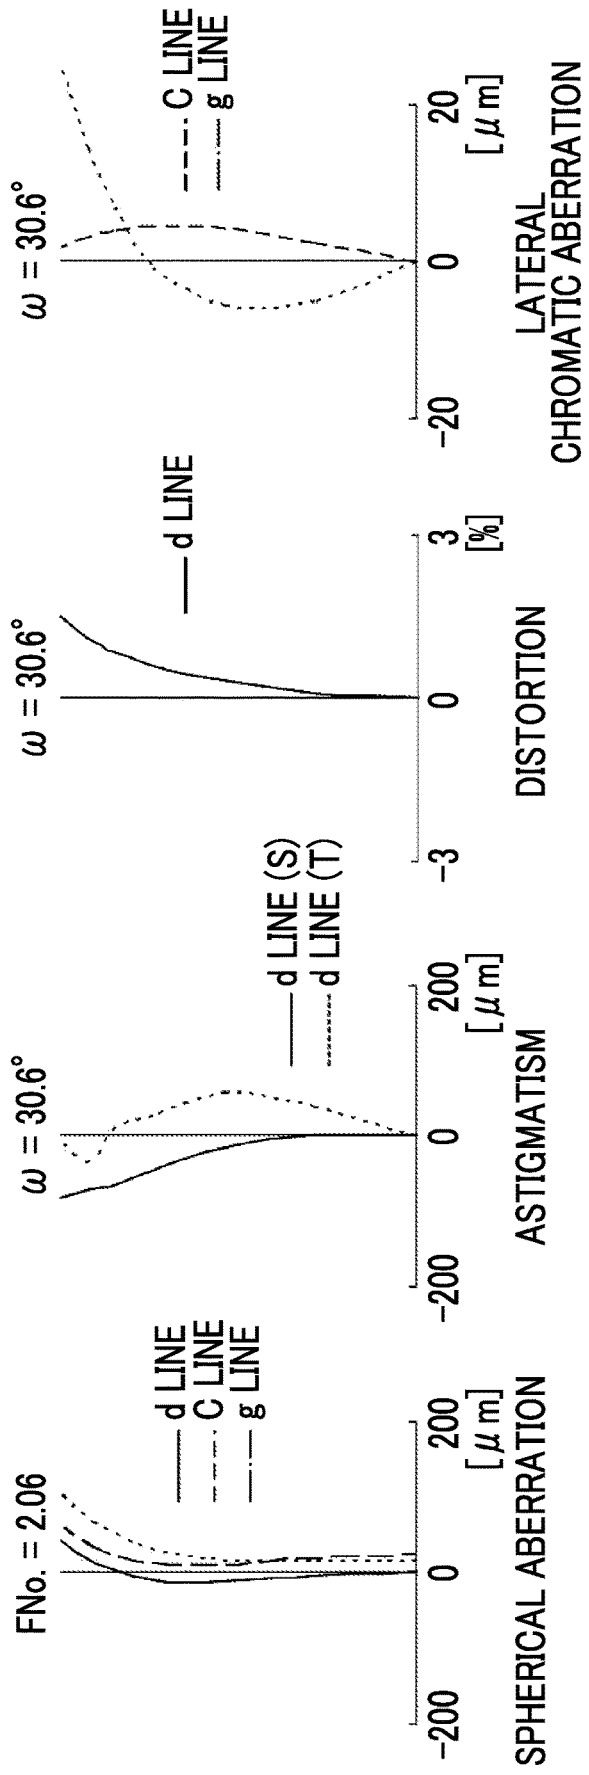 FNo. = 2.06
d LINE
C LINE
g LINE
-200
0
200
[μm]
SPHERICAL ABERRATION
ω = 30.6°
d LINE (S)
d LINE (T)
-200
0
200
[μm]
ASTIGMATISM
ω = 30.6°
d LINE
-3
0
3
[%]
DISTORTION
ω = 30.6°
C LINE
g LINE
-20
0
20
[μm]
LATERAL
CHROMATIC ABERRATION